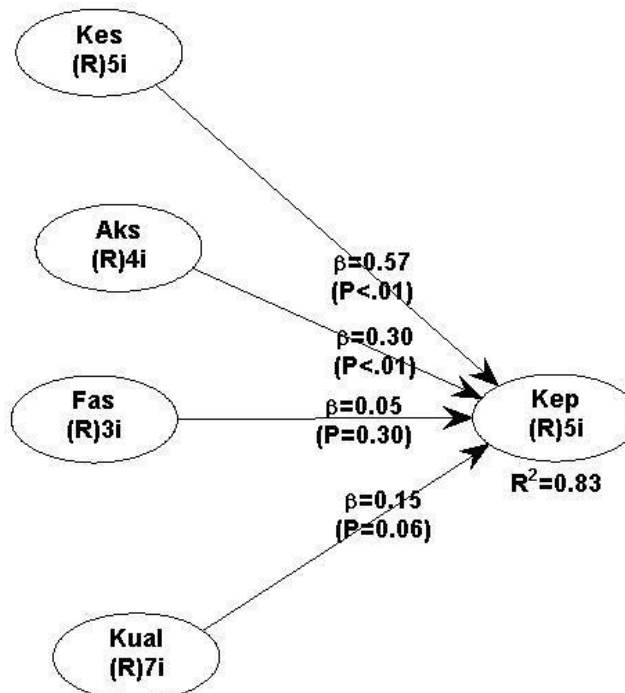 Kes
(R)5i
Aks
(R)4i
β=0.57
(P<.01)
β=0.30
(P<.01)
Fas
(R)3i
β=0.05
(P=0.30)
Kep
(R)5i
R²=0.83
β=0.15
(P=0.06)
Kual
(R)7i